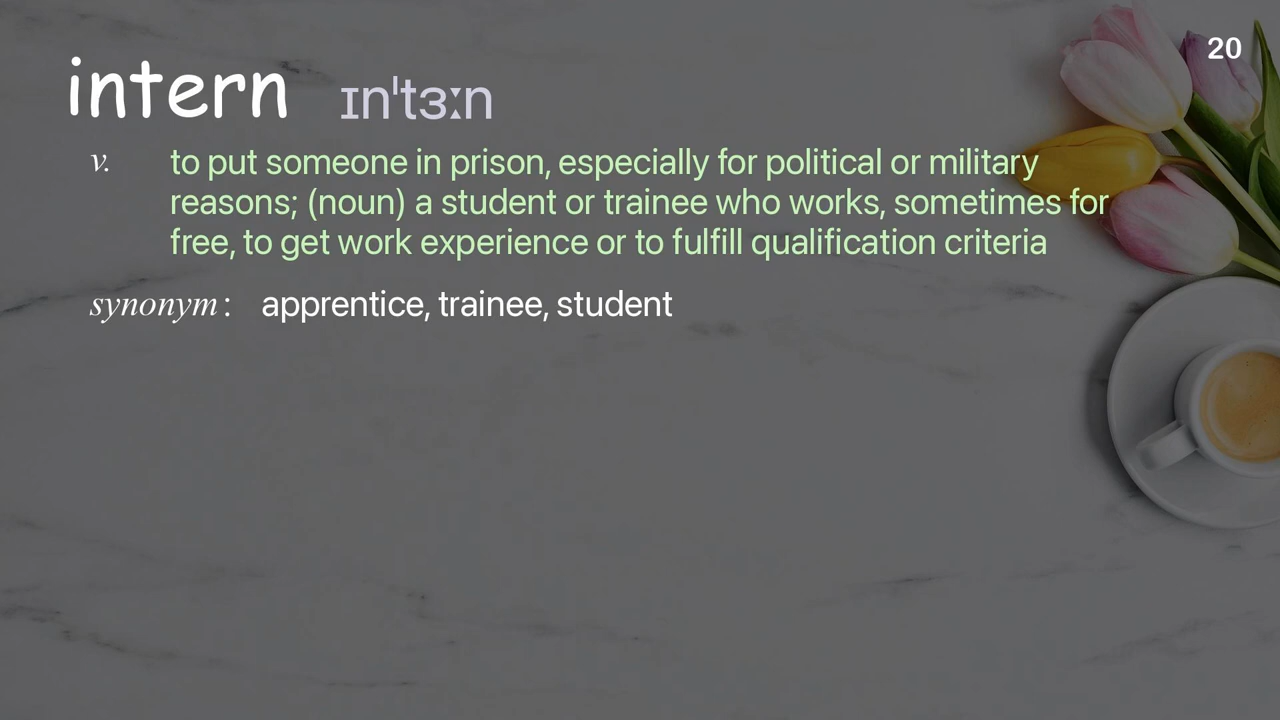 20
intern ɪnˈtɜːn
v. to put someone in prison, especially for political or military
reasons; (noun) a student or trainee who works, sometimes for
free, to get work experience or to fulfill qualification criteria
synonym: apprentice, trainee, student